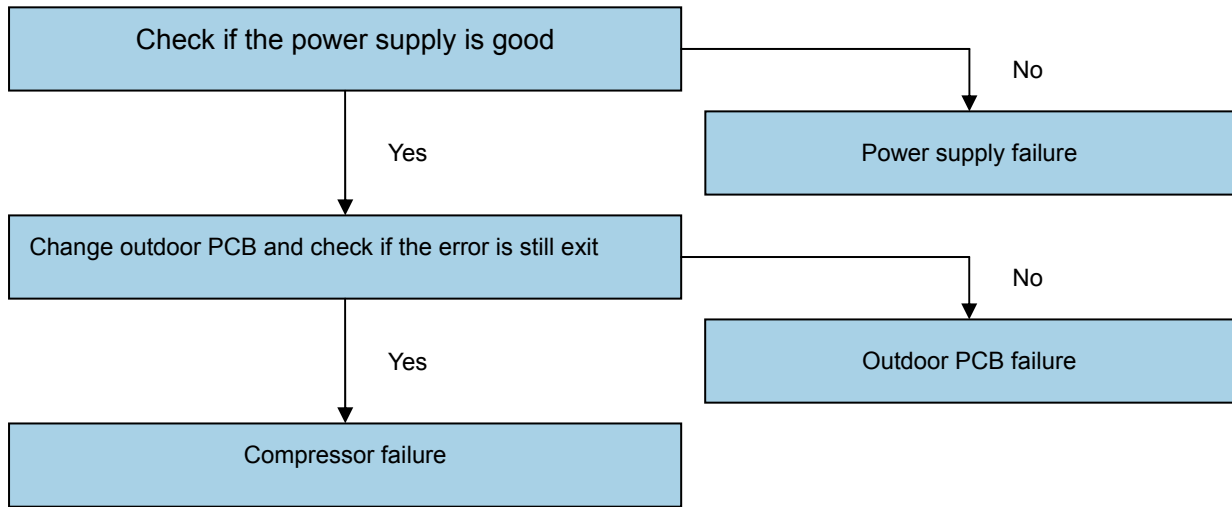 Check if the power supply is good
No
Power supply failure
Yes
Change outdoor PCB and check if the error is still exit
No
Outdoor PCB failure
Yes
Compressor failure